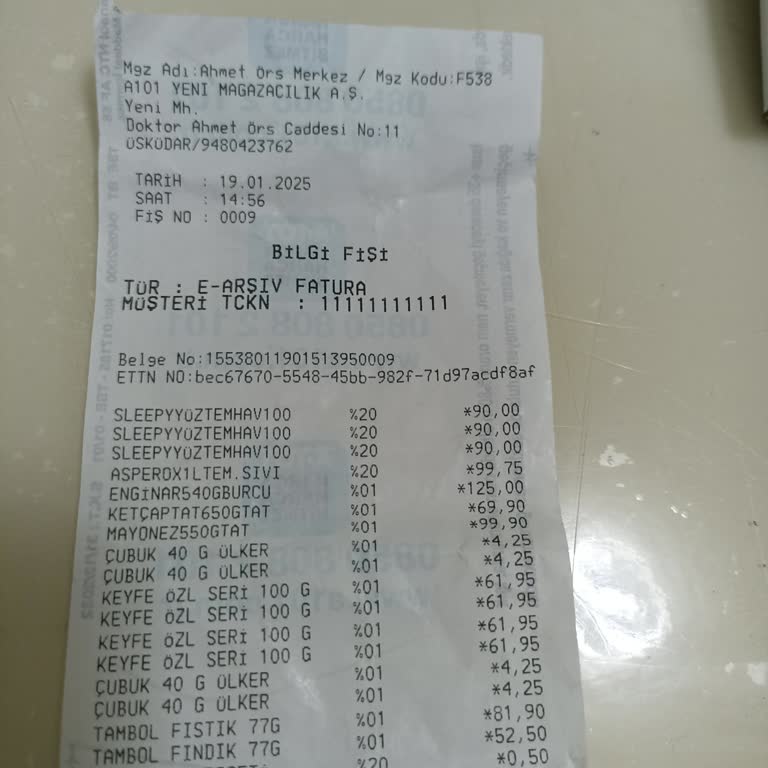 Mgz Adı:Ahmet Örs Merkez / Mgz Kodu:F538
A101 YENİ MAGAZACILIK A.Ş.
Yeni Mh.
Doktor Ahmet Örs Caddesi No:11
ÜSKÜDAR/9480423762
TARİH : 19.01.2025
SAAT : 14:56
FİŞ NO : 0009
BİLGİ FİŞİ
TÜR : E-ARŞIV FATURA
MÜŞTERİ TCKN : 11111111111
Belge No:15538011901513950009
ETTN NO:bec67670-5548-45bb-982f-71d97acdf8af
SLEEPYYÜZTEMHAV100 %20 *90,00
SLEEPYYÜZTEMHAV100 %20 *90,00
SLEEPYYÜZTEMHAV100 %20 *90,00
ASPEROX1LTEM.SIVI %20 *99,75
ENGİNAR540GBURCU %01 *125,00
KETÇAPTAT650GTAT %01 *69,90
MAYONEZ550GTAT %01 *99,90
ÇUBUK 40 G ÜLKER %01 *4,25
ÇUBUK 40 G ÜLKER %01 *4,25
KEYFE ÖZL SERİ 100 G %01 *61,95
KEYFE ÖZL SERİ 100 G %01 *61,95
KEYFE ÖZL SERİ 100 G %01 *61,95
KEYFE ÖZL SERİ 100 G %01 *61,95
ÇUBUK 40 G ÜLKER %01 *4,25
ÇUBUK 40 G ÜLKER %01 *4,25
TAMBOL FISTIK 77G %01 *81,90
TAMBOL FINDIK 77G %01 *52,50
%20 *0,50